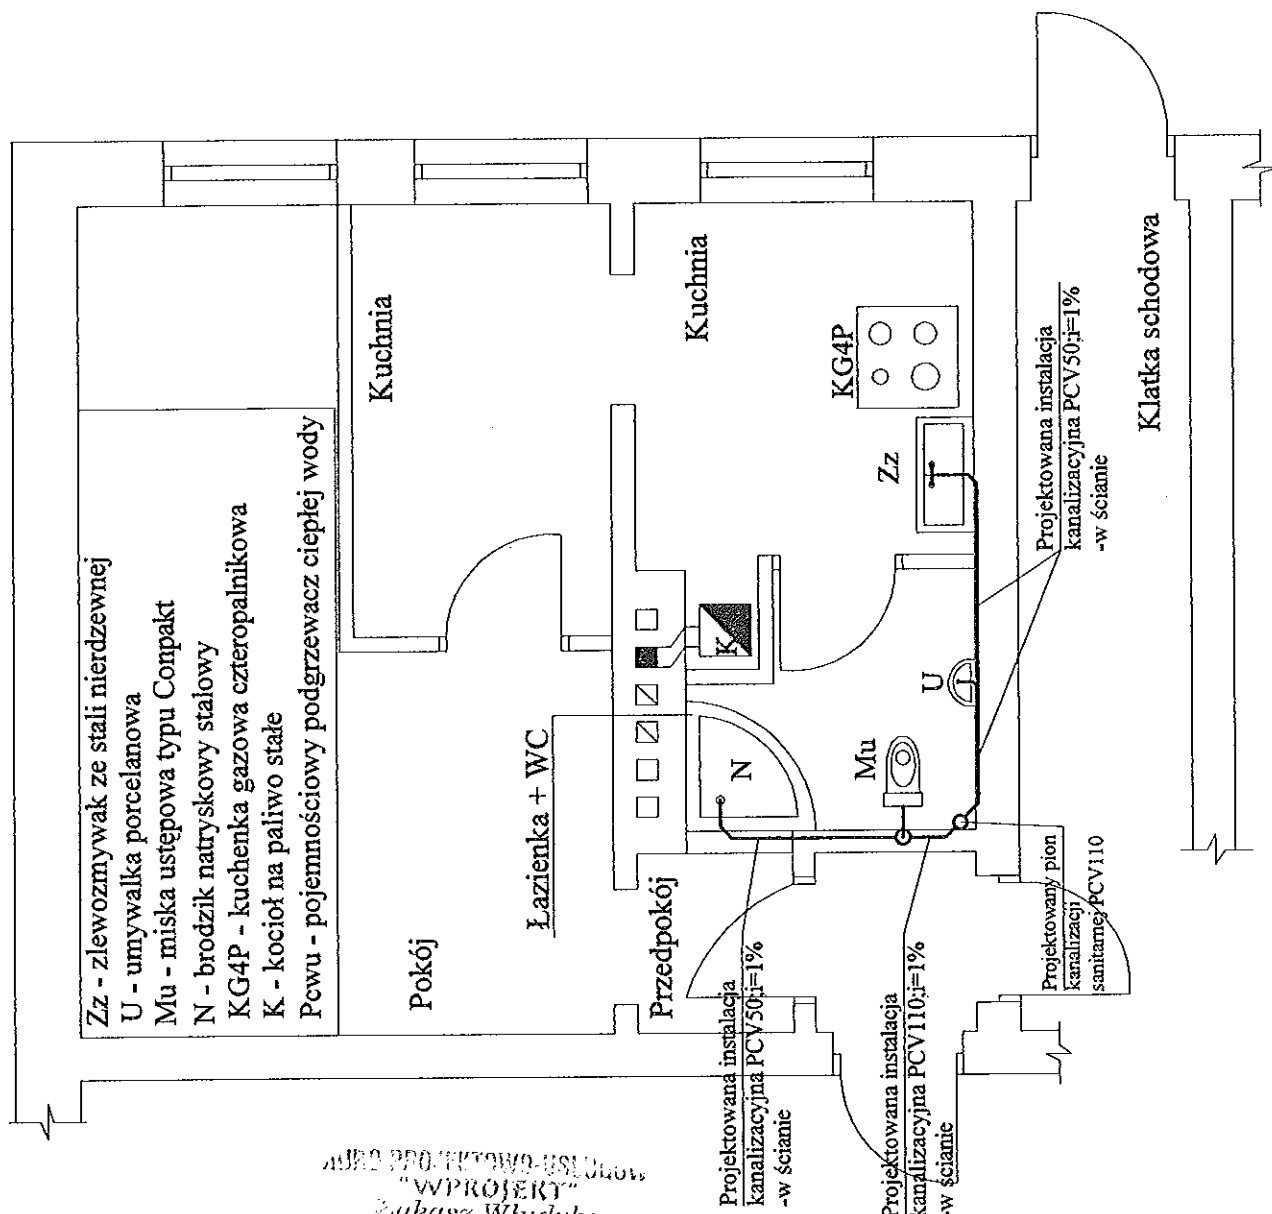 Zz - zlewozmywak ze stali nierdzewnej
U - umywalka porcelanowa
Mu - miska ustępowa typu Conpakt
N - brodzik natryskowy stalowy
KG4P - kuchenka gazowa czteropalnikowa
K - kocioł na paliwo stałe
Pcwu - pojemnościowy podgrzewacz ciepłej wody
Kuchnia
Pokój
Łazienka + WC
Kuchnia
Przedpokój
KG4P
Zz
K
N
U
Mu
Projektowana instalacja
kanalizacyjna PCV50;i=1%
-w ścianie
Klatka schodowa
Projektowany pion
kanalizacji
sanitarnej PCV110
Projektowana instalacja
kanalizacyjna PCV50;i=1%
-w ścianie
Projektowana instalacja
kanalizacyjna PCV110;i=1%
-w ścianie
"WPROJEKT"